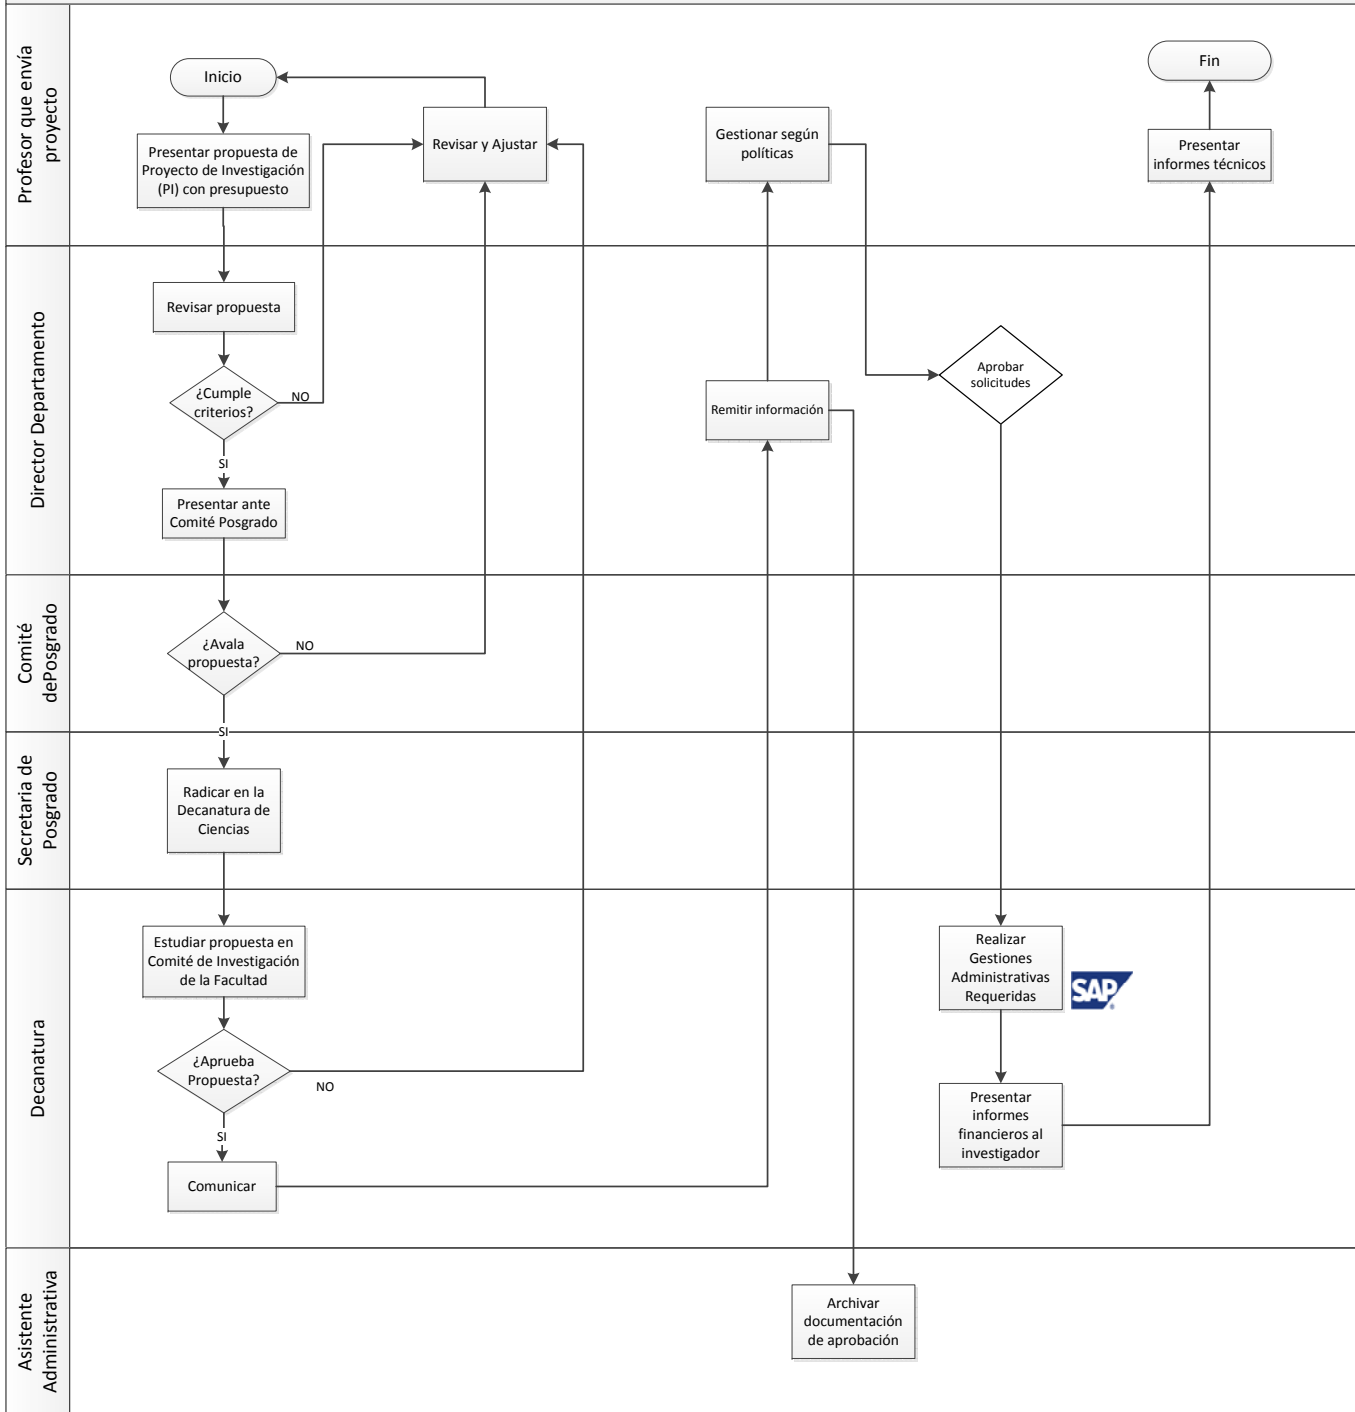 Profesor que envía
proyecto
Inicio
Presentar propuesta de
Proyecto de Investigación
(PI) con presupuesto
Revisar y Ajustar
Gestionar según
políticas
Fin
Presentar
informes técnicos
Director Departamento
Revisar propuesta
¿Cumple
criterios?
NO
SI
Presentar ante
Comité Posgrado
Remitir información
Aprobar
solicitudes
Comité
dePosgrado
¿Avala
propuesta?
NO
SI
Secretaria de
Posgrado
Radicar en la
Decanatura de
Ciencias
Decanatura
Estudiar propuesta en
Comité de Investigación
de la Facultad
¿Aprueba
Propuesta?
NO
SI
Comunicar
Realizar
Gestiones
Administrativas
Requeridas
SAP
®
Presentar
informes
financieros al
investigador
Asistente
Administrativa
Archivar
documentación
de aprobación